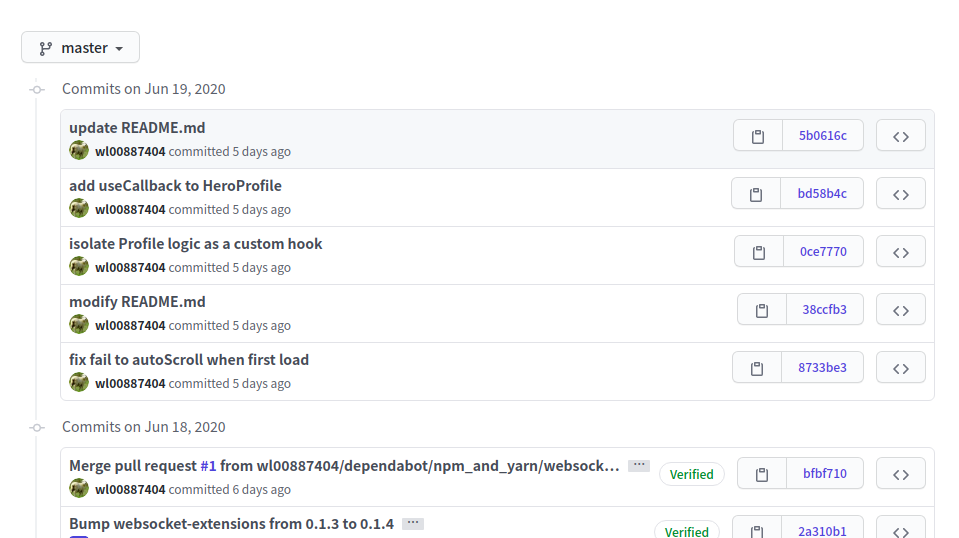 master
Commits on Jun 19, 2020
update README.md
wl00887404 committed 5 days ago
5b0616c
add useCallback to HeroProfile
wl00887404 committed 5 days ago
bd58b4c
isolate Profile logic as a custom hook
wl00887404 committed 5 days ago
0ce7770
modify README.md
wl00887404 committed 5 days ago
38ccfb3
fix fail to autoScroll when first load
wl00887404 committed 5 days ago
8733be3
Commits on Jun 18, 2020
Merge pull request #1 from wl00887404/dependabot/npm_and_yarn/websock… …
Verified
bfbf710
wl00887404 committed 6 days ago
Bump websocket-extensions from 0.1.3 to 0.1.4 …
Verified
2a310b1